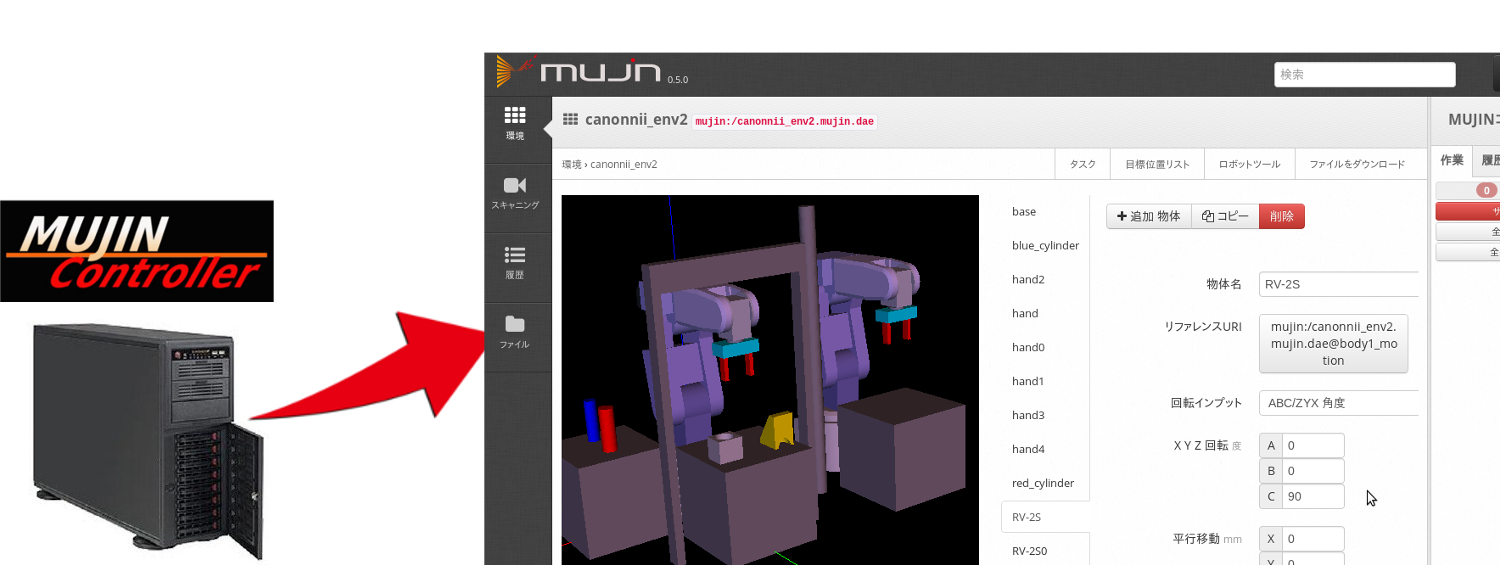 MUJIN
Controller
mujin 0.5.0
検索
環境
スキャニング
履歴
ファイル
canonnii_env2 mujin:/canonnii_env2.mujin.dae
環境 › canonnii_env2
タスク
目標位置リスト
ロボットツール
ファイルをダウンロード
base
blue_cylinder
hand2
hand
hand0
hand1
hand3
hand4
red_cylinder
RV-2S
RV-2S0
追加 物体
コピー
削除
物体名 RV-2S
リファレンスURI mujin:/canonnii_env2.
mujin.dae@body1_mo
tion
回転インプット ABC/ZYX 角度
X Y Z 回転 度 A 0
B 0
C 90
平行移動 mm X 0
Y 0
MUJINコ
作業 履歴
0
サ
全
全